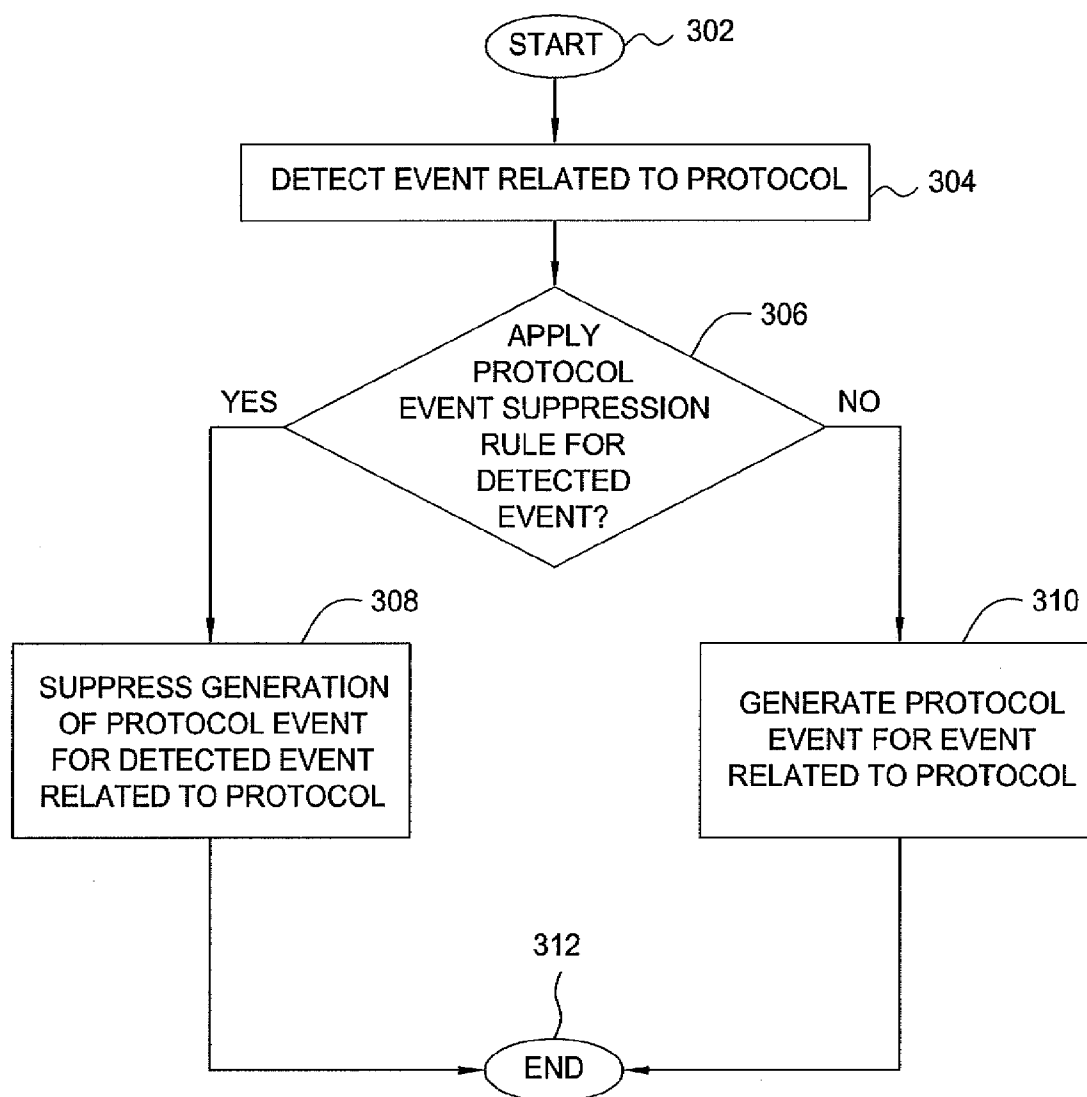 START
302
DETECT EVENT RELATED TO PROTOCOL
304
306
APPLY
PROTOCOL
EVENT SUPPRESSION
RULE FOR
DETECTED
EVENT?
YES
NO
308
SUPPRESS GENERATION
OF PROTOCOL EVENT
FOR DETECTED EVENT
RELATED TO PROTOCOL
310
GENERATE PROTOCOL
EVENT FOR EVENT
RELATED TO PROTOCOL
312
END